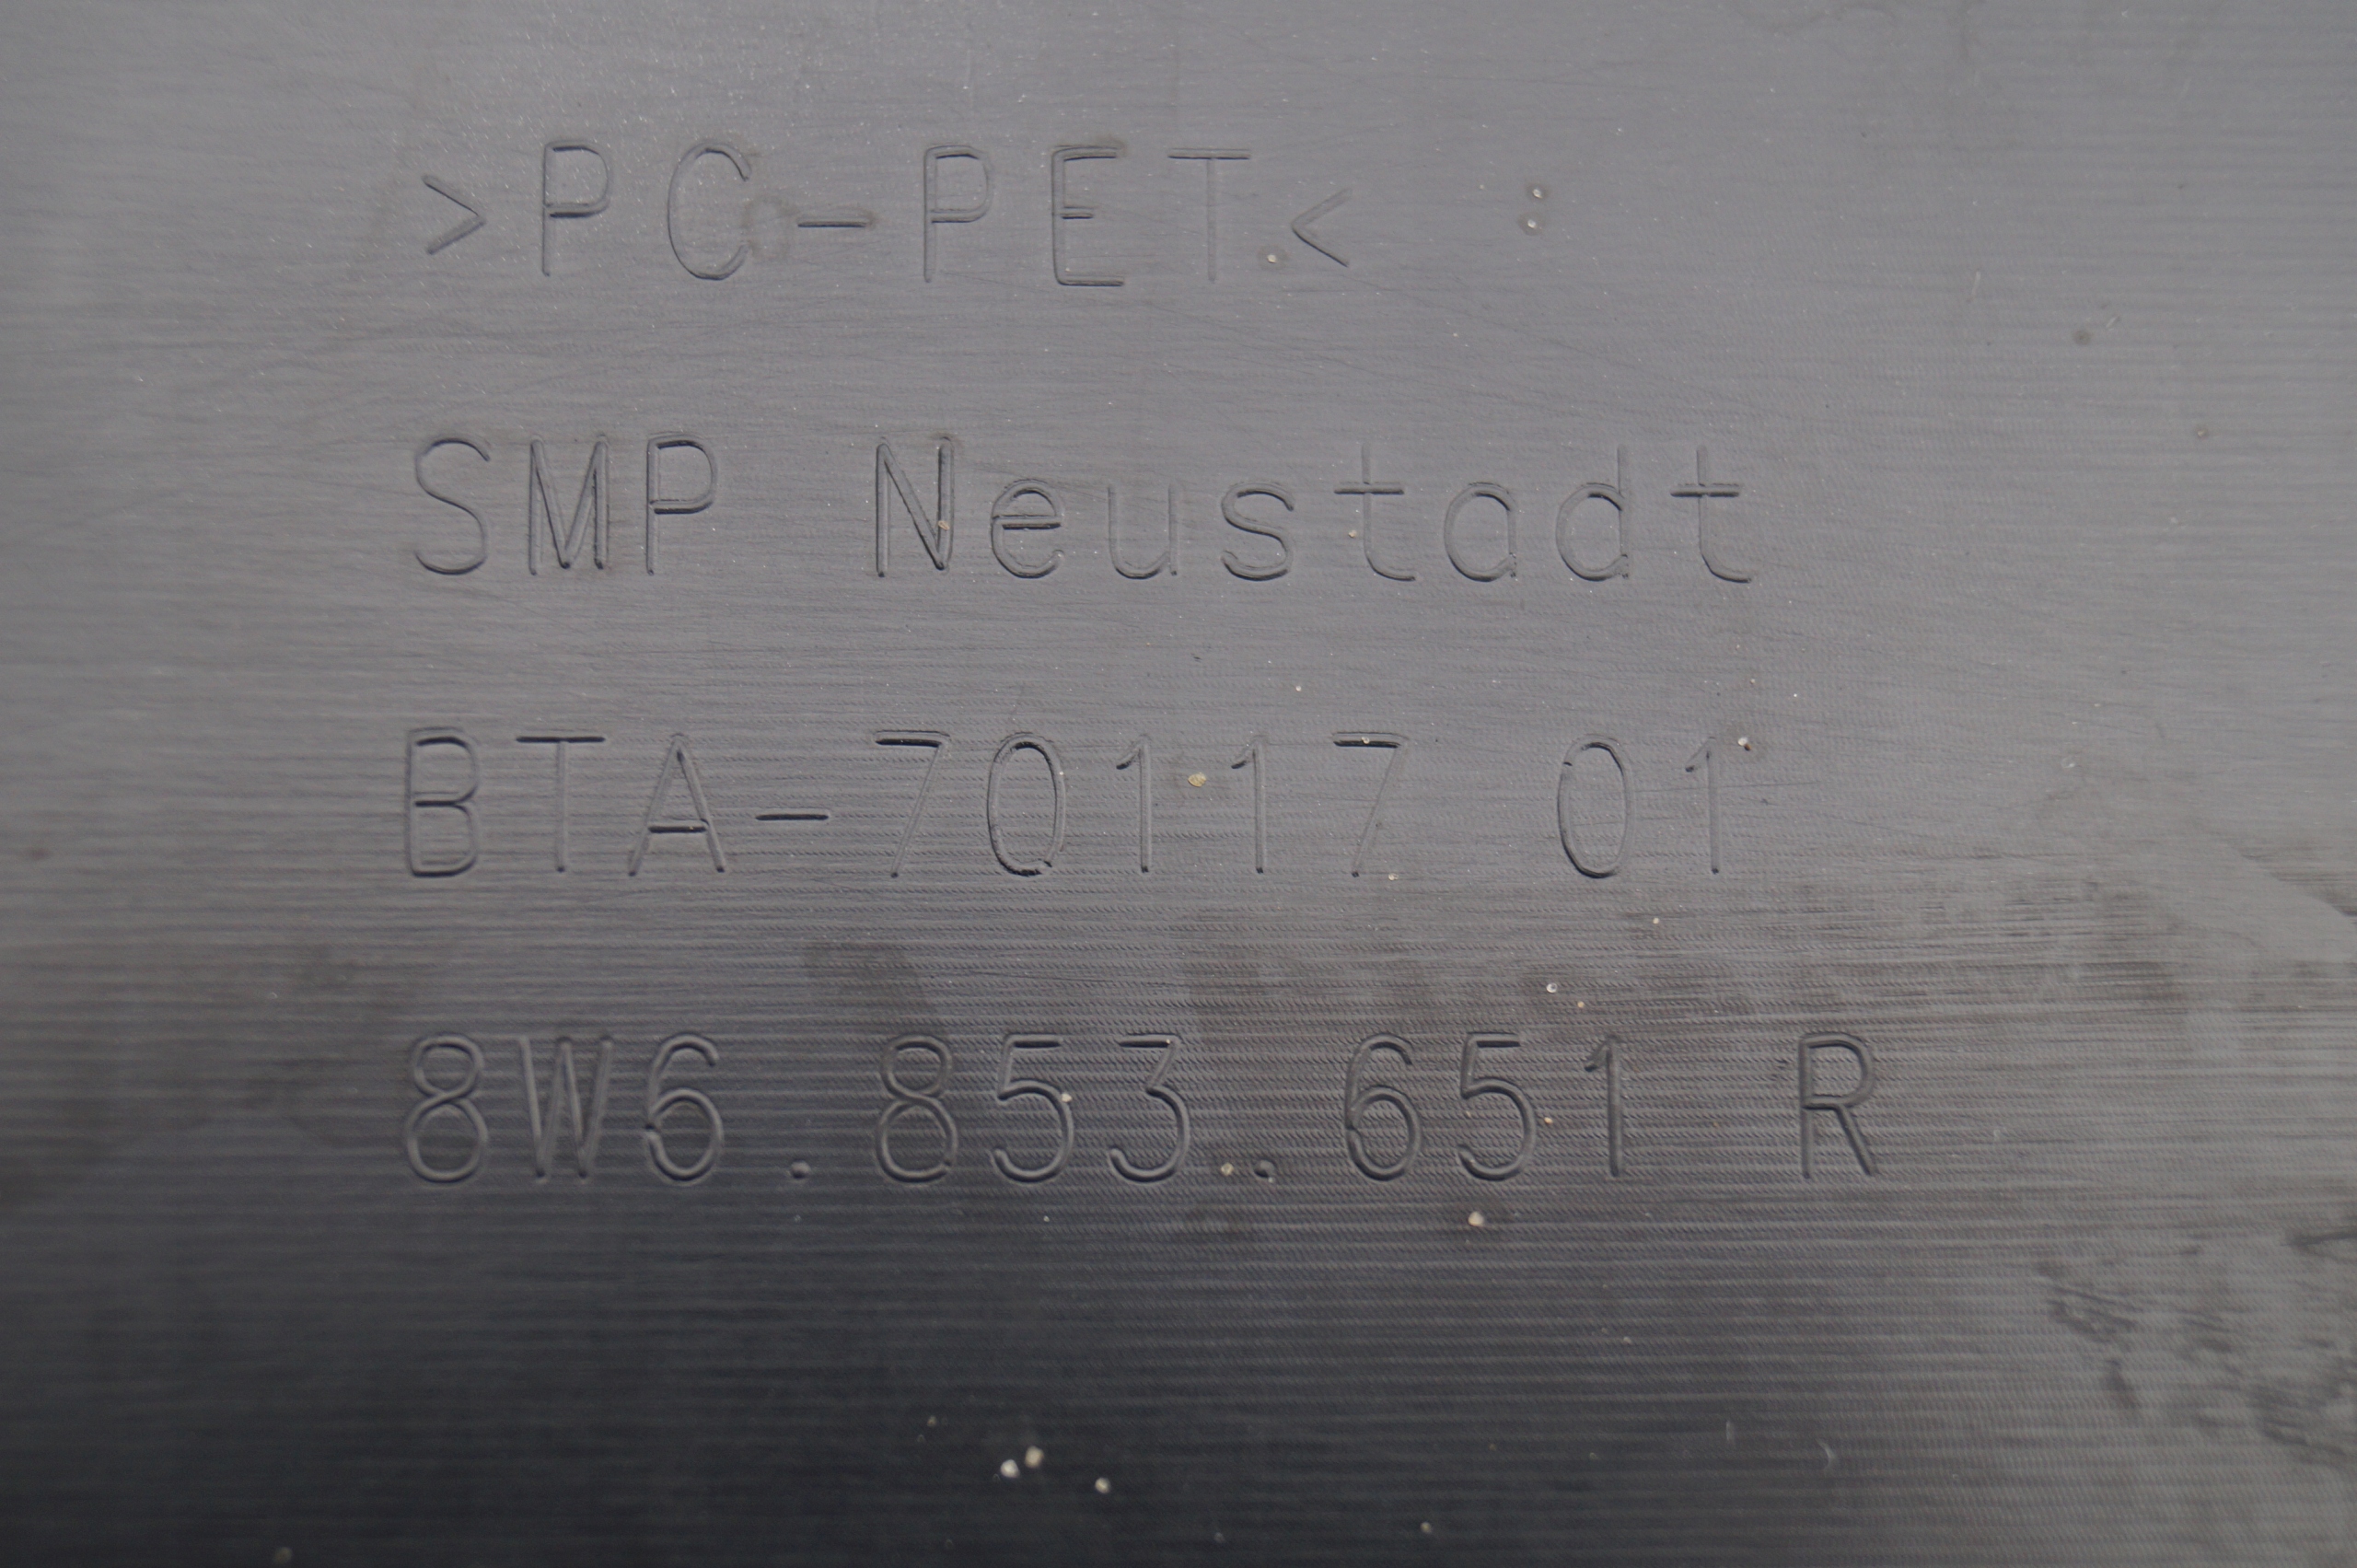 >PC-PET<
SMP Neustadt
BTA-70117 01
8W6.853.651 R